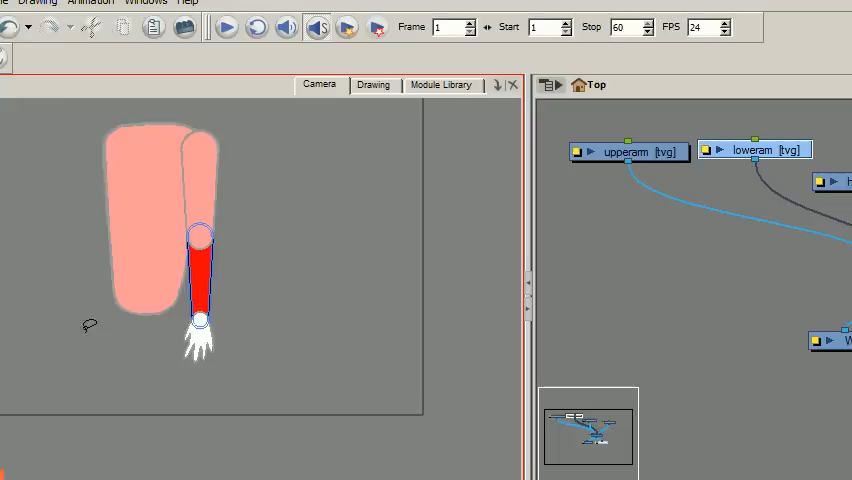 Drawing Animation Windows Help
Frame 1 Start 1 Stop 60 FPS 24
Camera Drawing Module Library
Top
upperarm [tvg] loweram [tvg]
h
W